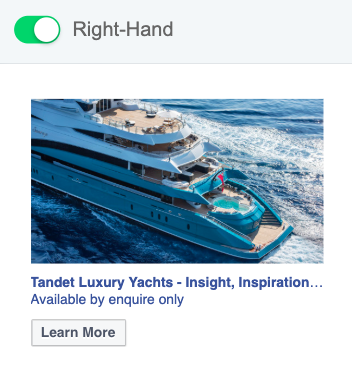 Right-Hand
Tandet Luxury Yachts - Insight, Inspiration…
Available by enquire only
Learn More